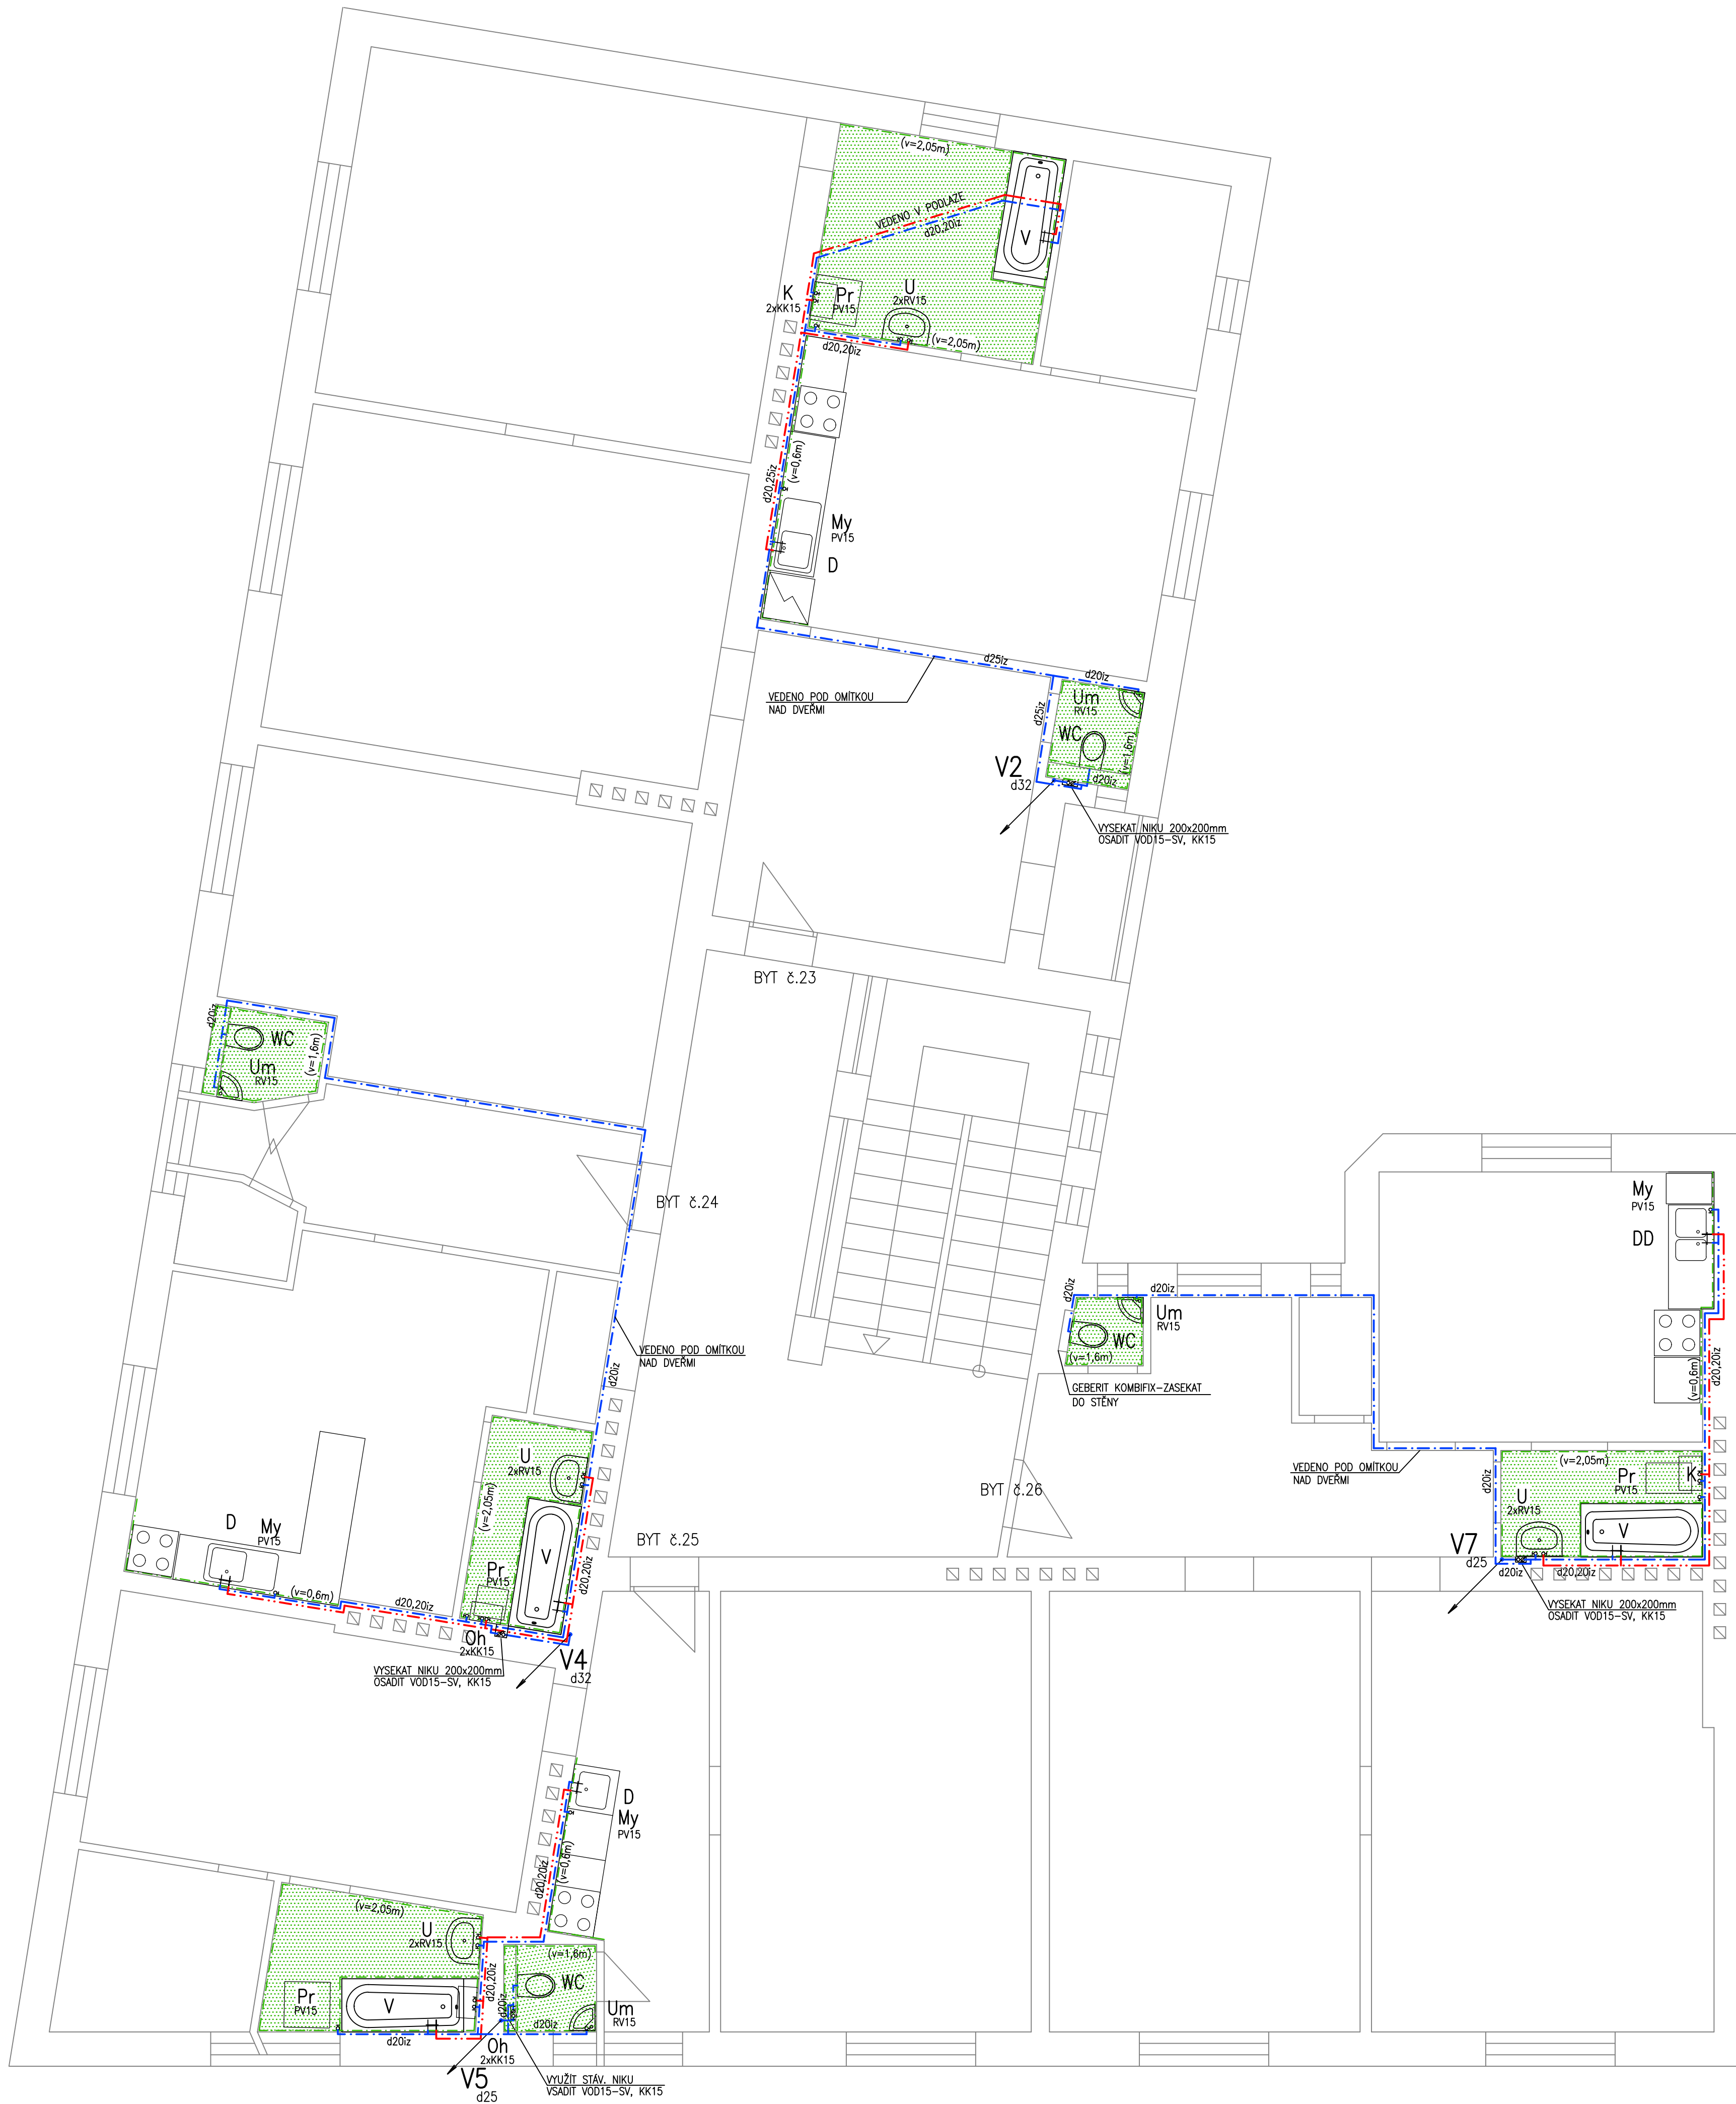 (v=2,05m)
VEDENO V PODLAZE
d20,20iz
V
K
2xKK15
Pr
PV15
U
2xRV15
(v=2,05m)
d20,20iz
(v=0,6m)
d20,25iz
My
PV15
D
d25iz
d20iz
VEDENO POD OMÍTKOU
NAD DVEŘMI
Um
RV15
d25iz
WC
(v=1,6m)
V2
d32
d20iz
VYSEKAT NIKU 200x200mm
OSADIT VOD15-SV, KK15
BYT č.23
d20iz
WC
(v=1,6m)
Um
RV15
BYT č.24
My
PV15
DD
d20iz
d20iz
Um
RV15
WC
(v=1,6m)
VEDENO POD OMÍTKOU
NAD DVEŘMI
d20iz
GEBERIT KOMBIFIX-ZASEKAT
DO STĚNY
(v=0,6m)
d20,20iz
U
2xRV15
(v=2,05m)
VEDENO POD OMÍTKOU
NAD DVEŘMI
d20iz
(v=2,05m)
Pr
PV15
K
U
2xRV15
V
BYT č.26
BYT č.25
V7
d25
d20iz
d20,20iz
VYSEKAT NIKU 200x200mm
OSADIT VOD15-SV, KK15
D
My
PV15
(v=0,6m)
d20,20iz
Pr
PV15
V
d20,20iz
Oh
2xKK15
V4
d32
VYSEKAT NIKU 200x200mm
OSADIT VOD15-SV, KK15
D
My
PV15
(v=0,6m)
d20,20iz
(v=2,05m)
U
2xRV15
(v=1,6m)
WC
d20,20iz
Pr
PV15
V
d20iz
d20iz
Um
RV15
d20iz
Oh
2xKK15
V5
d25
VYUŽÍT STÁV. NIKU
VSADIT VOD15-SV, KK15